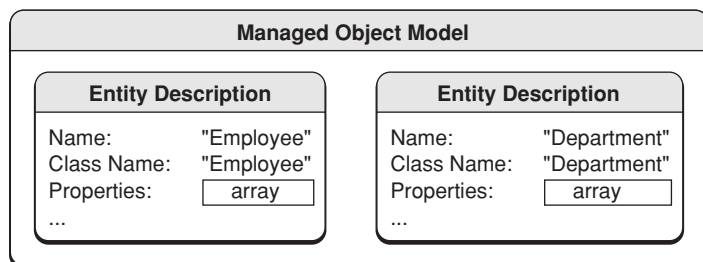 Managed Object Model
Entity Description
Name: "Employee"
Class Name: "Employee"
Properties: array
...
Entity Description
Name: "Department"
Class Name: "Department"
Properties: array
...